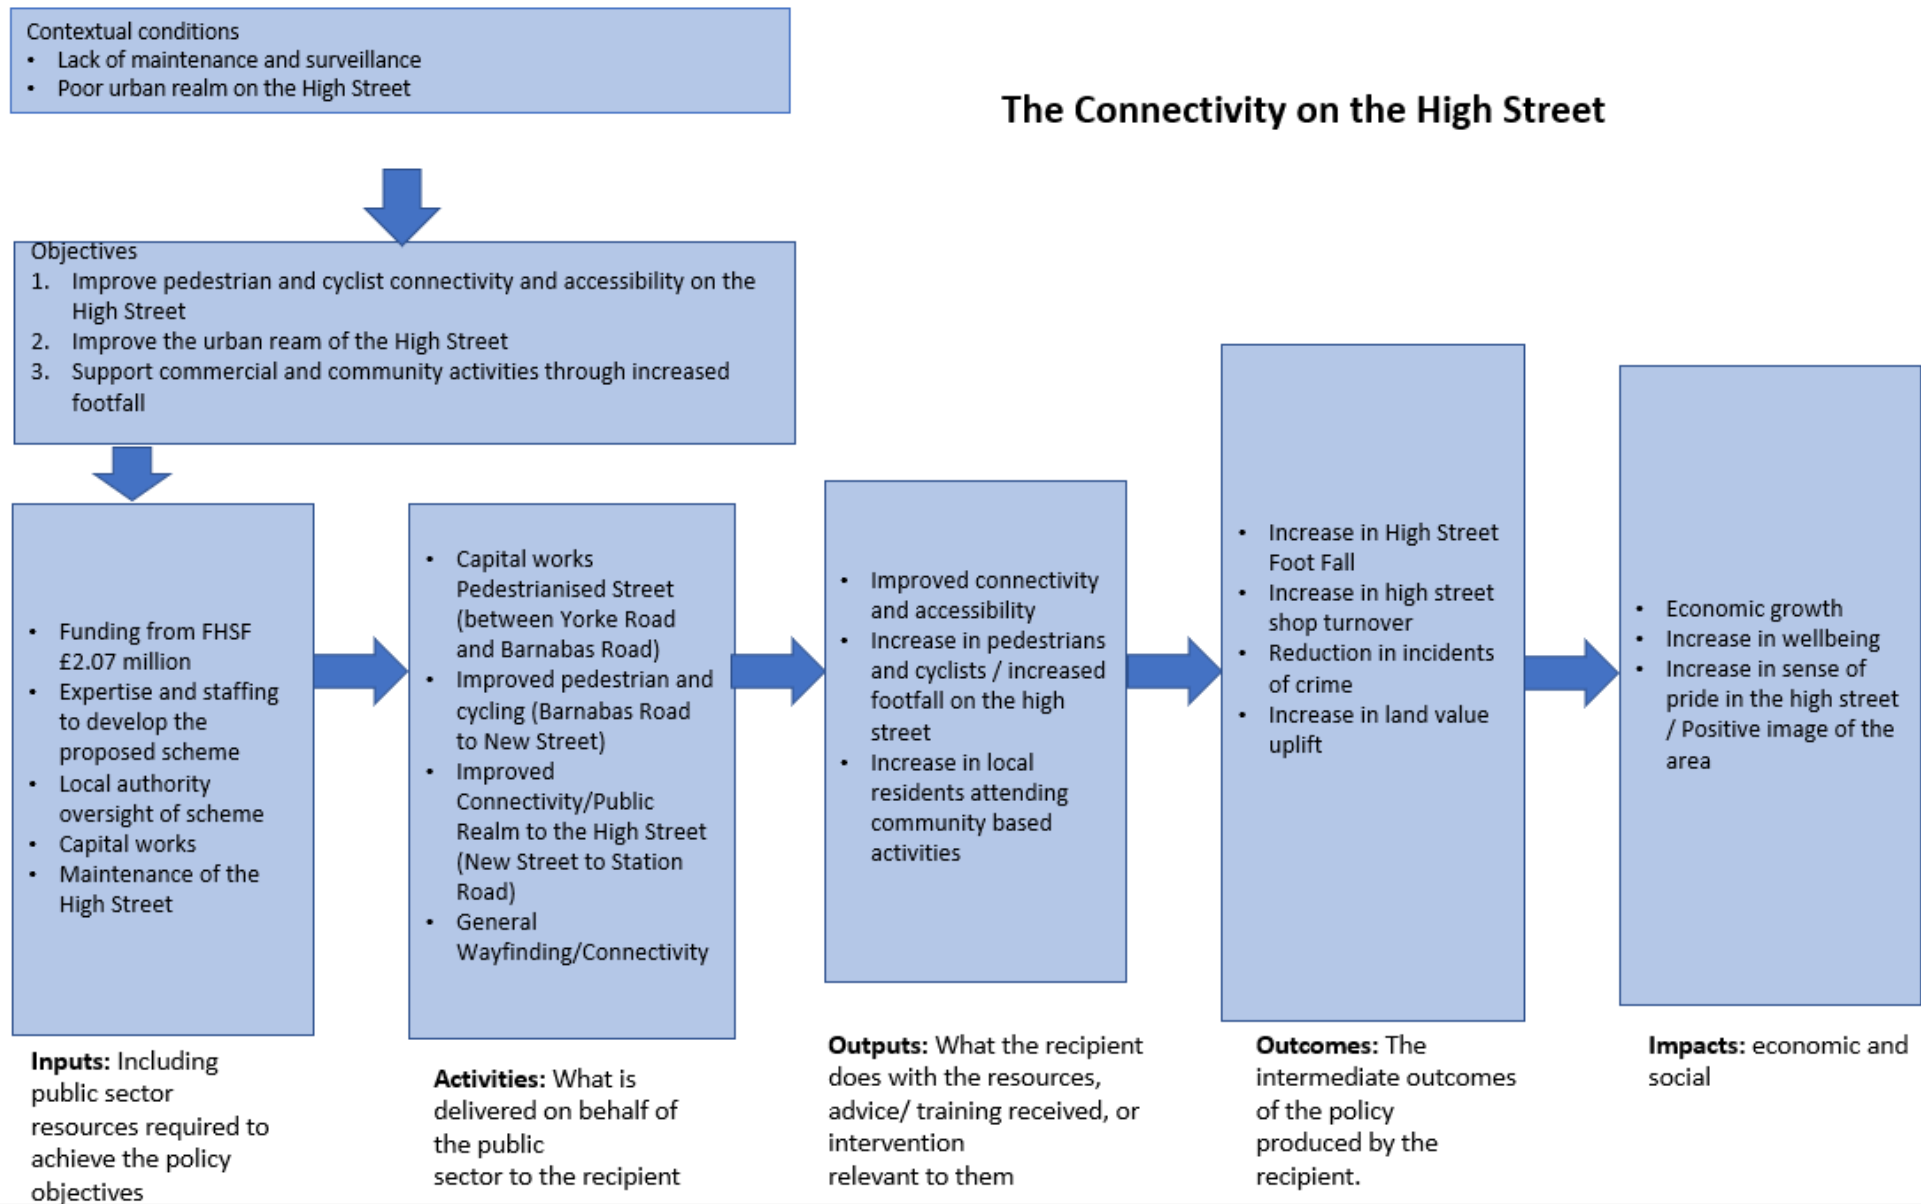 Contextual conditions
• Lack of maintenance and surveillance
• Poor urban realm on the High Street
The Connectivity on the High Street
Objectives
1. Improve pedestrian and cyclist connectivity and accessibility on the
High Street
2. Improve the urban ream of the High Street
3. Support commercial and community activities through increased
footfall
• Funding from FHSF
£2.07 million
• Expertise and staffing
to develop the
proposed scheme
• Local authority
oversight of scheme
• Capital works
• Maintenance of the
High Street
Inputs: Including
public sector
resources required to
achieve the policy
objectives
• Capital works
Pedestrianised Street
(between Yorke Road
and Barnabas Road)
• Improved pedestrian and
cycling (Barnabas Road
to New Street)
• Improved
Connectivity/Public
Realm to the High Street
(New Street to Station
Road)
• General
Wayfinding/Connectivity
Activities: What is
delivered on behalf of
the public
sector to the recipient
• Improved connectivity
and accessibility
• Increase in pedestrians
and cyclists / increased
footfall on the high
street
• Increase in local
residents attending
community based
activities
Outputs: What the recipient
does with the resources,
advice/ training received, or
intervention
relevant to them
• Increase in High Street
Foot Fall
• Increase in high street
shop turnover
• Reduction in incidents
of crime
• Increase in land value
uplift
Outcomes: The
intermediate outcomes
of the policy
produced by the
recipient.
• Economic growth
• Increase in wellbeing
• Increase in sense of
pride in the high street
/ Positive image of the
area
Impacts: economic and
social